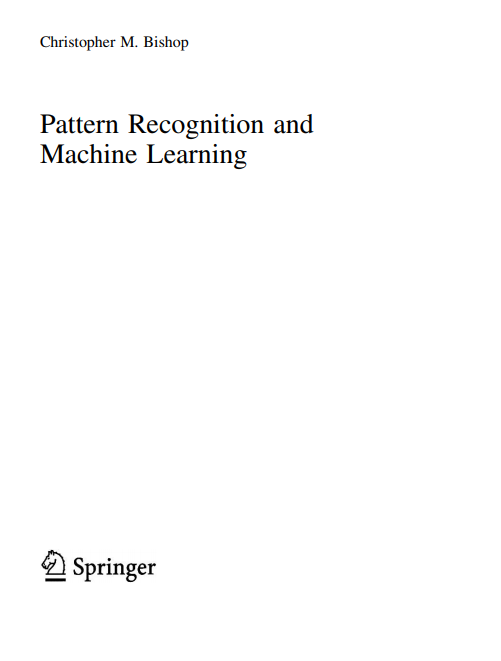 Christopher M. Bishop
Pattern Recognition and
Machine Learning
Springer